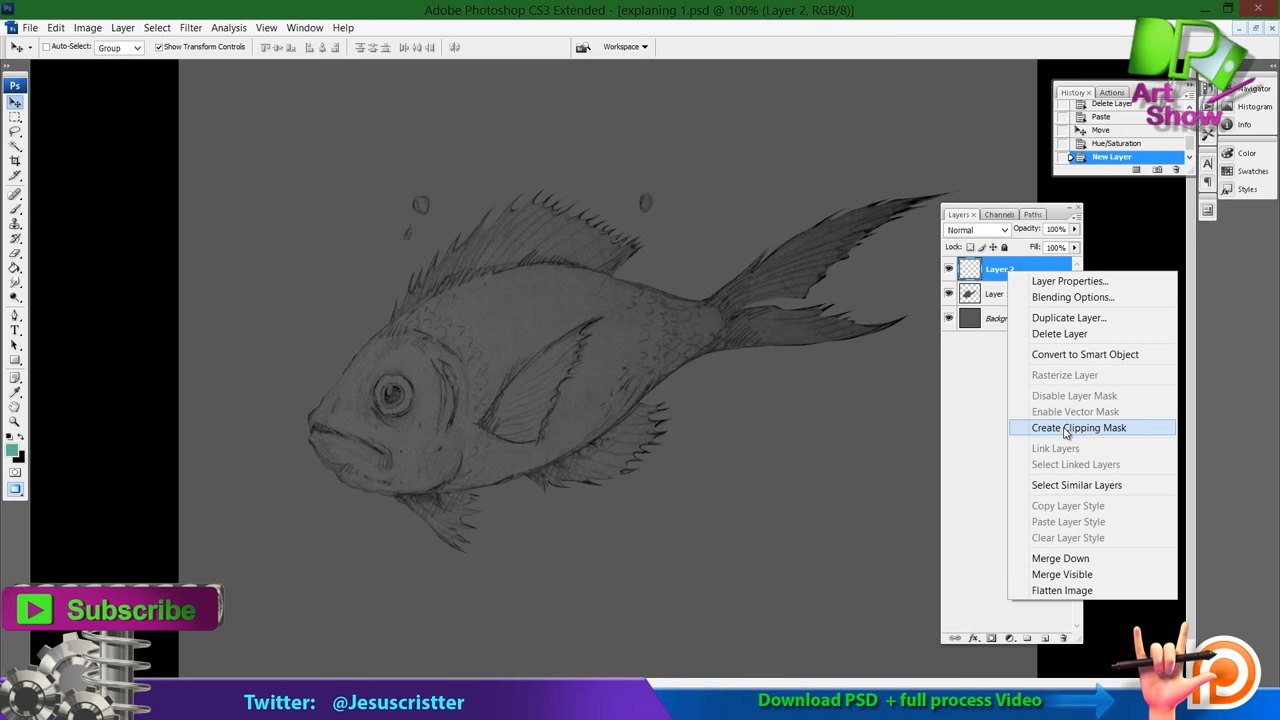 Adobe Photoshop CS3 Extended - [explaning 1.psd @ 100% (Layer 2, RGB/8)]
File Edit Image Layer Select Filter Analysis View Window Help
Auto-Select: Group Show Transform Controls Workspace
DP
Art
Show
Ps
History x Actions
Delete Layer
Paste
Move
Hue/Saturation
New Layer
Navigator
Histogram
Info
Color
Swatches
Styles
Layers x Channels Paths
Normal Opacity: 100%
Lock: Fill: 100%
Layer 2
Layer
Backgr
Layer Properties...
Blending Options...
Duplicate Layer...
Delete Layer
Convert to Smart Object
Rasterize Layer
Disable Layer Mask
Enable Vector Mask
Create Clipping Mask
Link Layers
Select Linked Layers
Select Similar Layers
Copy Layer Style
Paste Layer Style
Clear Layer Style
Merge Down
Merge Visible
Flatten Image
Subscribe
Twitter: @Jesuscristter
Download PSD + full process Video